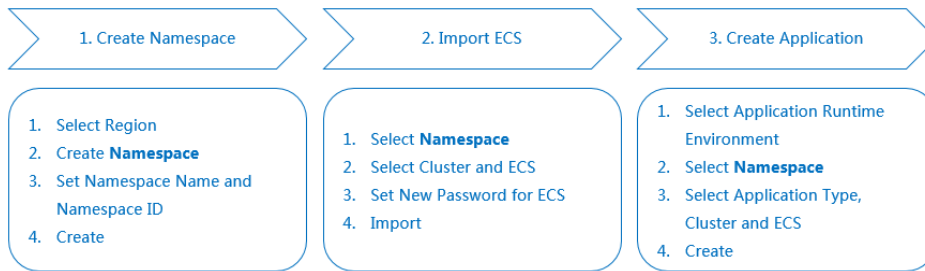 1. Create Namespace
2. Import ECS
3. Create Application
1. Select Region
2. Create Namespace
3. Set Namespace Name and
Namespace ID
4. Create
1. Select Namespace
2. Select Cluster and ECS
3. Set New Password for ECS
4. Import
1. Select Application Runtime
Environment
2. Select Namespace
3. Select Application Type,
Cluster and ECS
4. Create